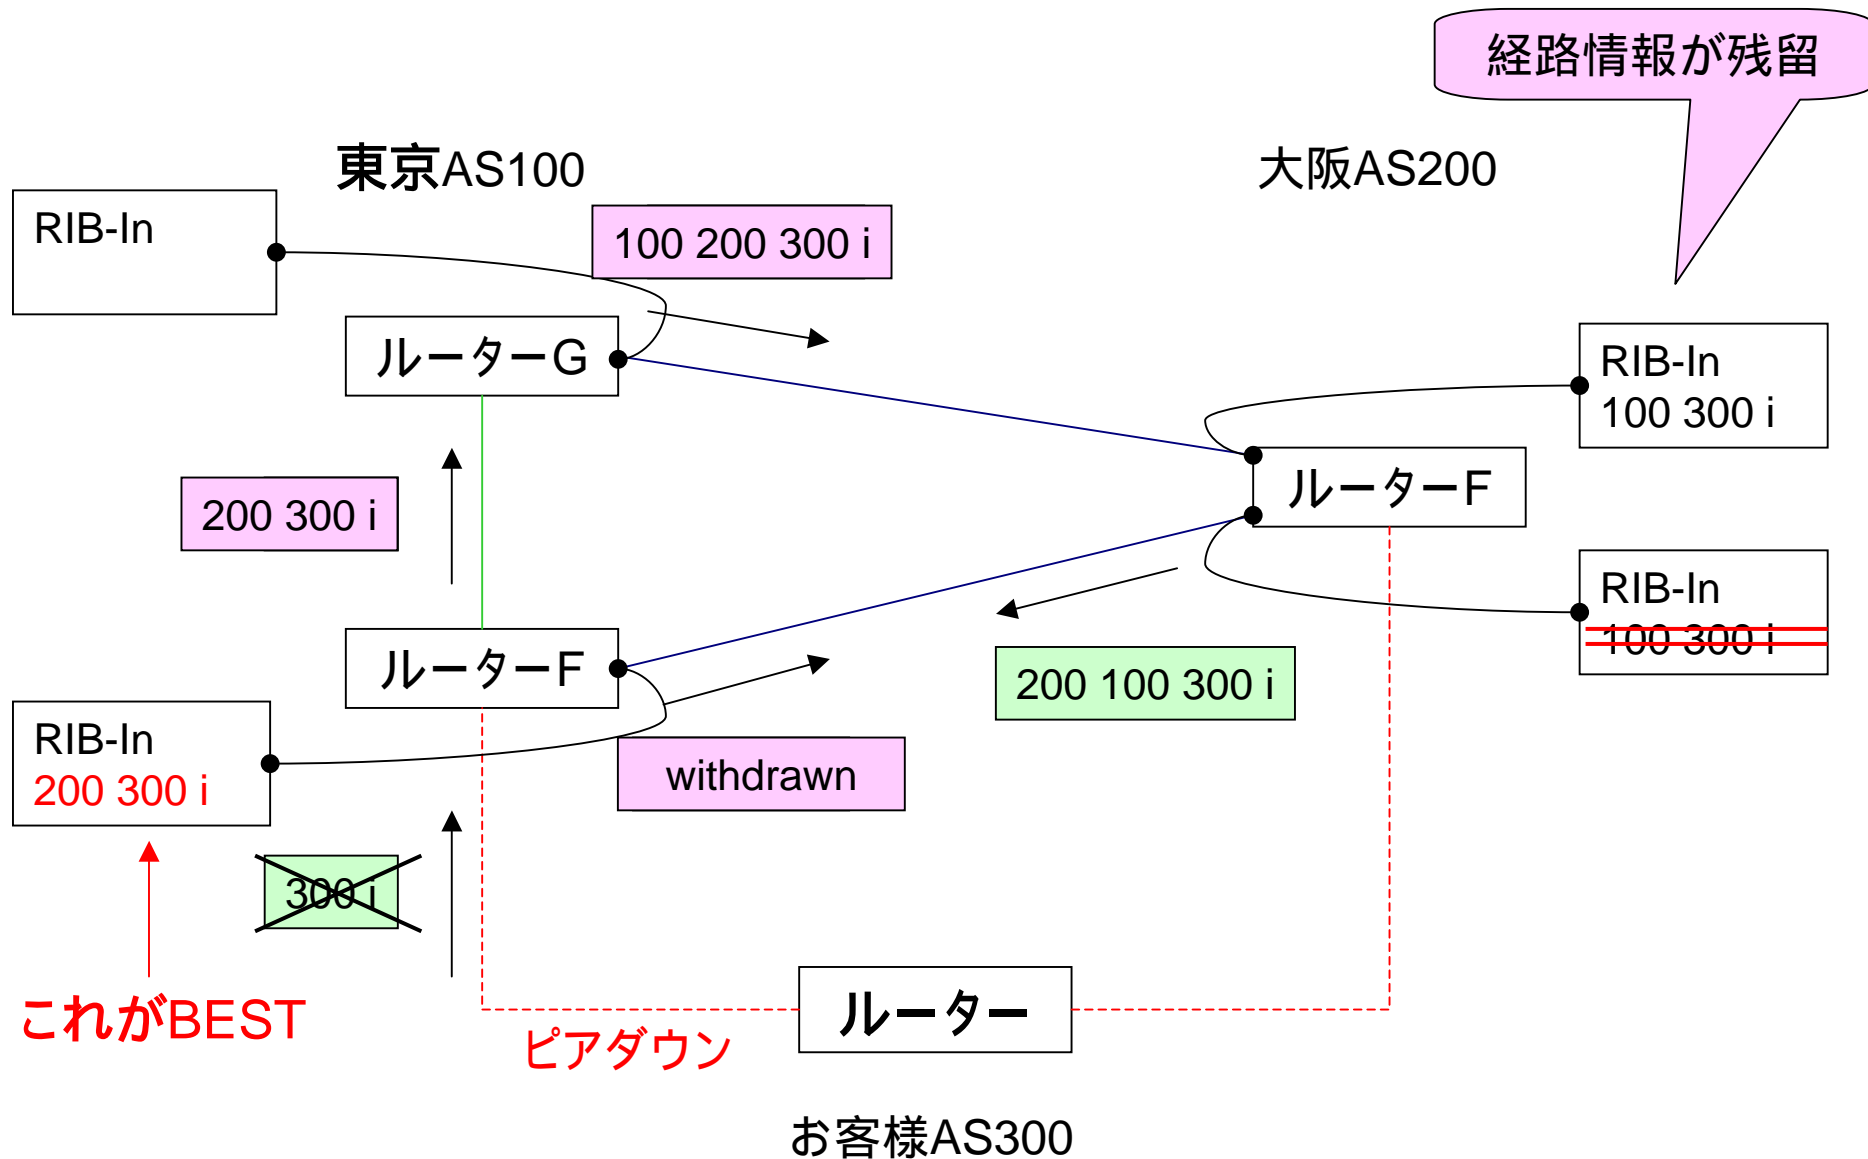 経路情報が残留
東京AS100
大阪AS200
RIB-In
100 200 300 i
ルーターG
RIB-In
100 300 i
ルーターF
200 300 i
RIB-In
100 300 i
ルーターF
200 100 300 i
RIB-In
200 300 i
withdrawn
300 i
これがBEST
ルーター
ピアダウン
お客様AS300